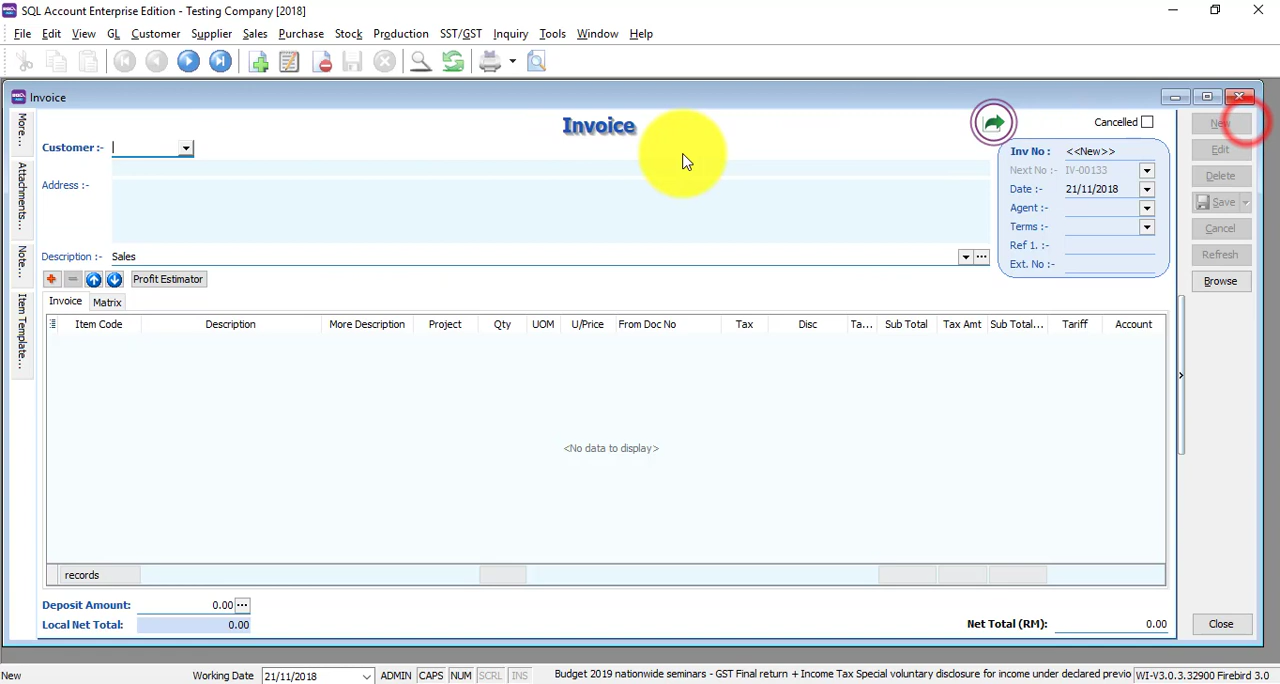 SQL Account Enterprise Edition - Testing Company [2018]
File Edit View GL Customer Supplier Sales Purchase Stock Production SST/GST Inquiry Tools Window Help
Invoice
More...
Attachments...
Note...
Item Template...
Invoice
Cancelled
Customer :-
Address :-
Inv No : <<New>>
Next No :- IV-00133
Date :- 21/11/2018
Agent :-
Terms :-
Ref 1. :-
Ext. No :-
New
Edit
Delete
Save
Cancel
Refresh
Browse
Description :- Sales
Profit Estimator
Invoice Matrix
Item Code Description More Description Project Qty UOM U/Price From Doc No Tax Disc Ta... Sub Total Tax Amt Sub Total... Tariff Account
<No data to display>
records
Deposit Amount: 0.00
Local Net Total: 0.00
Net Total (RM): 0.00
Close
New Working Date 21/11/2018 ADMIN CAPS NUM SCRL INS Budget 2019 nationwide seminars - GST Final return + Income Tax Special voluntary disclosure for income under declared previo WI-V3.0.3.32900 Firebird 3.0